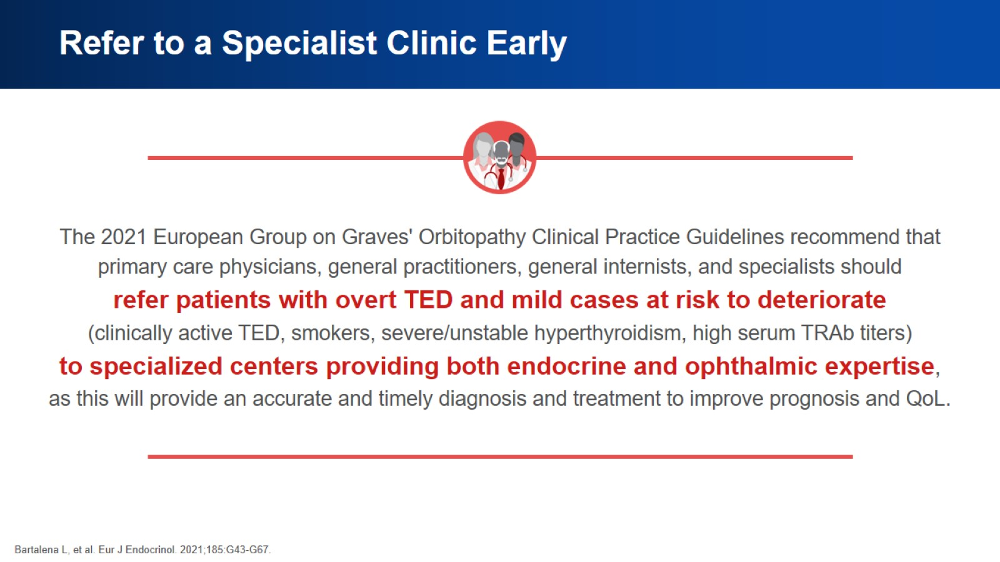 Refer to a Specialist Clinic Early
The 2021 European Group on Graves' Orbitopathy Clinical Practice Guidelines recommend that
primary care physicians, general practitioners, general internists, and specialists should
refer patients with overt TED and mild cases at risk to deteriorate
(clinically active TED, smokers, severe/unstable hyperthyroidism, high serum TRAb titers)
to specialized centers providing both endocrine and ophthalmic expertise,
as this will provide an accurate and timely diagnosis and treatment to improve prognosis and QoL.
Bartalena L, et al. Eur J Endocrinol. 2021;185:G43-G67.